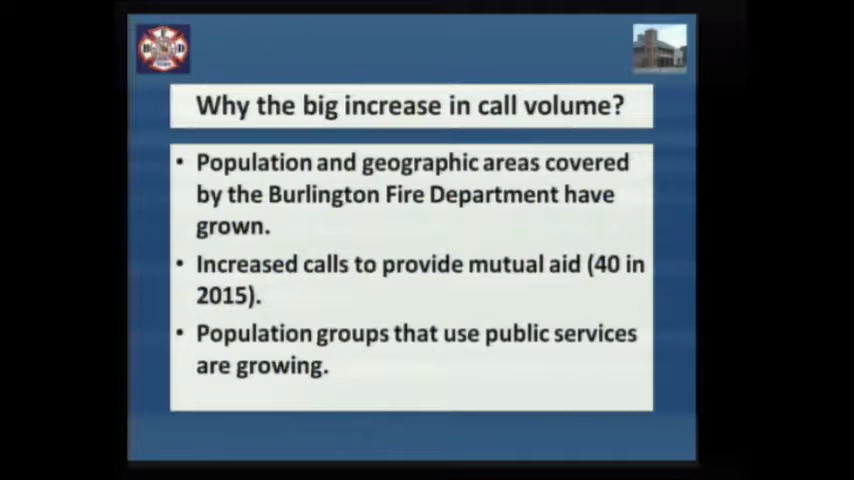 Why the big increase in call volume?
• Population and geographic areas covered
by the Burlington Fire Department have
grown.
• Increased calls to provide mutual aid (40 in
2015).
• Population groups that use public services
are growing.